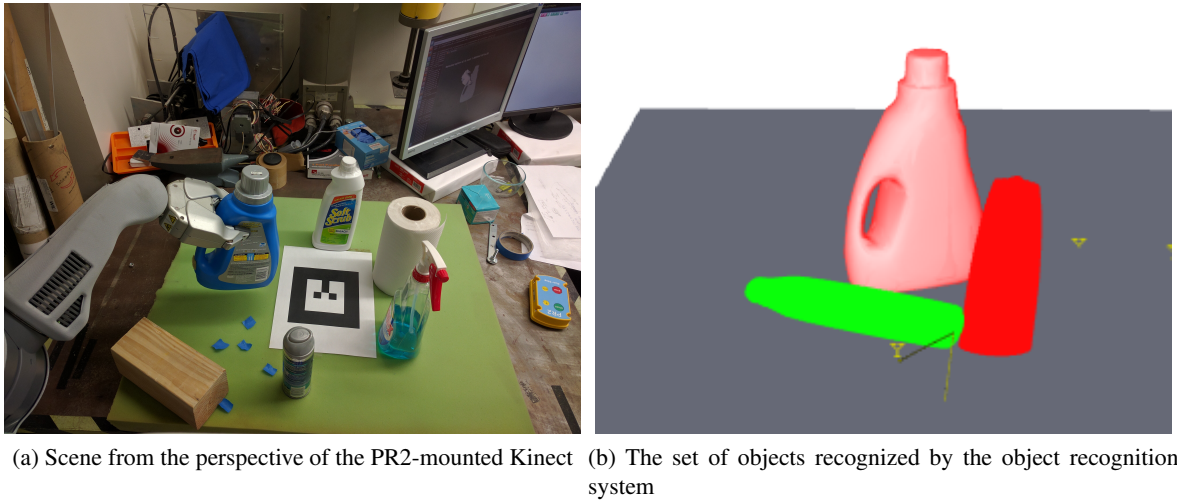 Soft
Scrub
(a) Scene from the perspective of the PR2-mounted Kinect
(b) The set of objects recognized by the object recognition
system